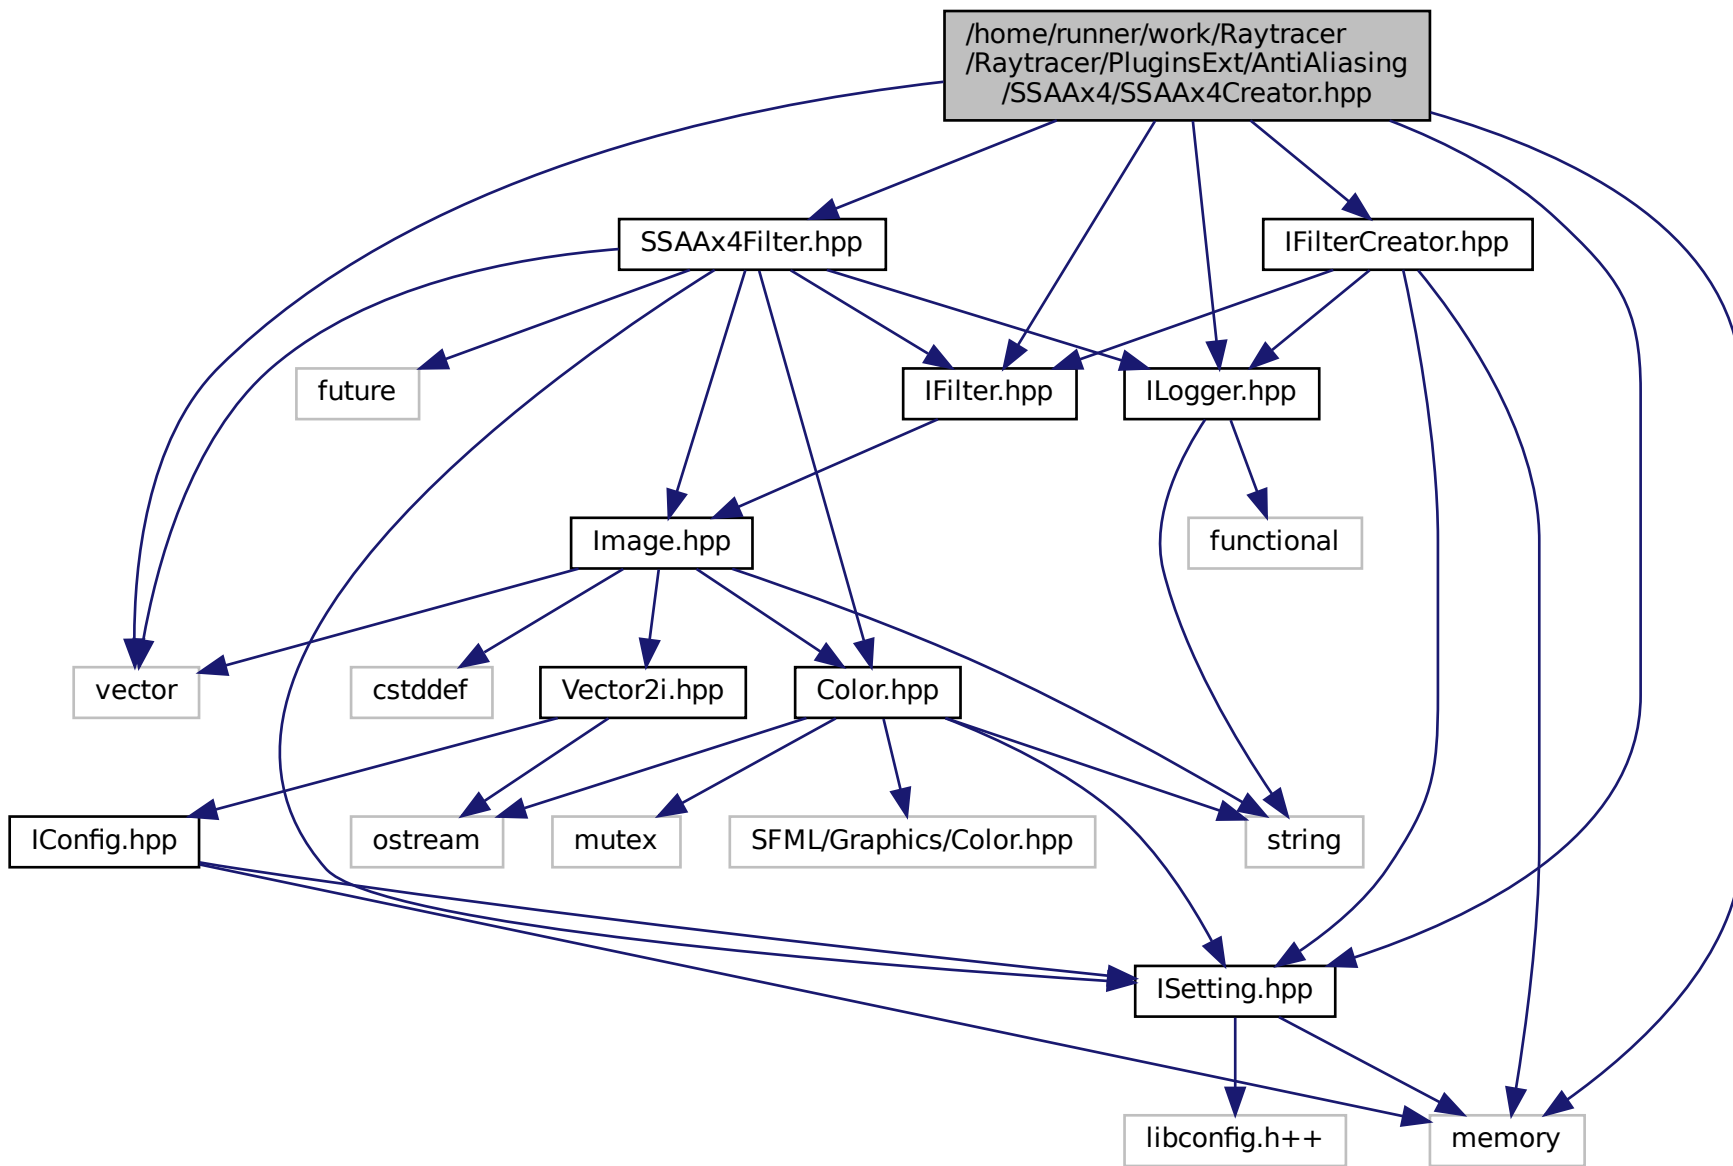 /home/runner/work/Raytracer
/Raytracer/PluginsExt/AntiAliasing
/SSAAx4/SSAAx4Creator.hpp
SSAAx4Filter.hpp
IFilterCreator.hpp
future
IFilter.hpp
ILogger.hpp
Image.hpp
functional
vector
cstddef
Vector2i.hpp
Color.hpp
IConfig.hpp
ostream
mutex
SFML/Graphics/Color.hpp
string
ISetting.hpp
libconfig.h++
memory